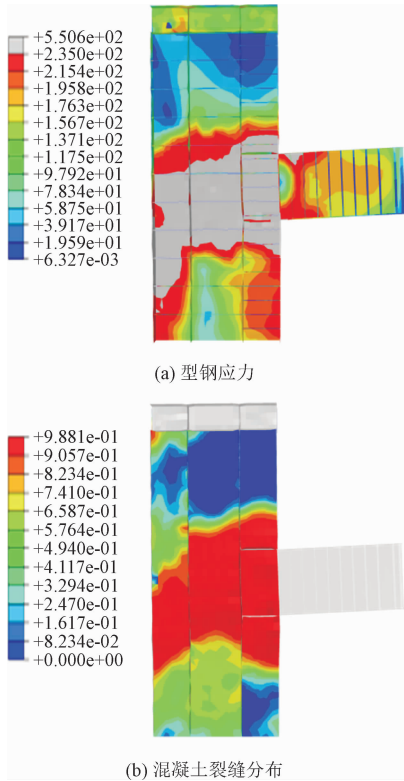 +5.506e+02
+2.350e+02
+2.154e+02
+1.958e+02
+1.763e+02
+1.567e+02
+1.371e+02
+1.175e+02
+9.792e+01
+7.834e+01
+5.875e+01
+3.917e+01
+1.959e+01
+6.327e-03
(a) 型钢应力
+9.881e-01
+9.057e-01
+8.234e-01
+7.410e-01
+6.587e-01
+5.764e-01
+4.940e-01
+4.117e-01
+3.294e-01
+2.470e-01
+1.617e-01
+8.234e-02
+0.000e+00
(b) 混凝土裂缝分布